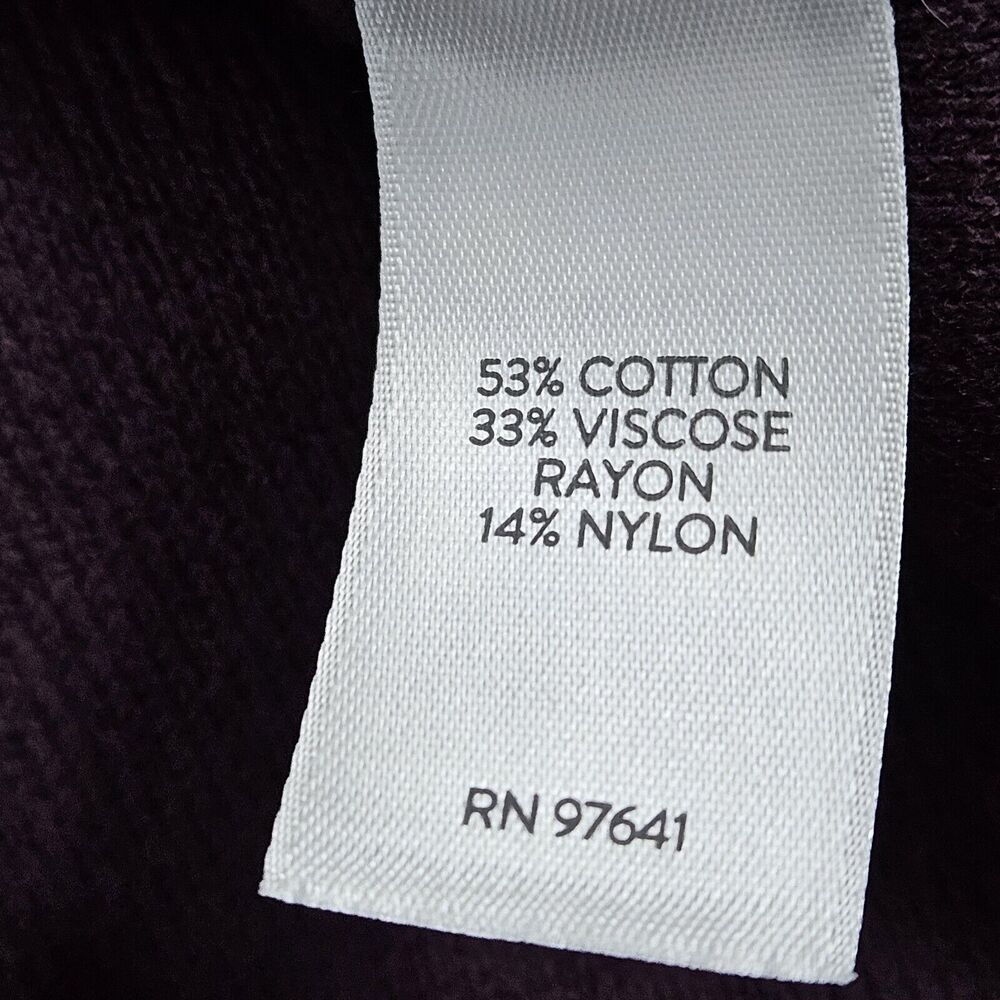 53% COTTON
33% VISCOSE
RAYON
14% NYLON
RN 97641